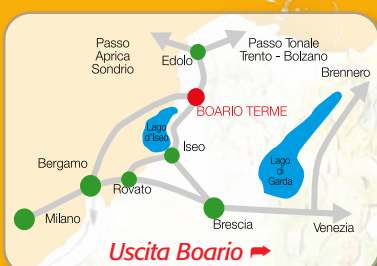 Passo
Aprica
Sondrio
Edolo
Passo Tonale
Trento - Bolzano
Brennero
BOARIO TERME
Lago
d'Iseo
Iseo
Lago
di
Garda
Bergamo
Rovato
Milano
Brescia
Venezia
Uscita Boario